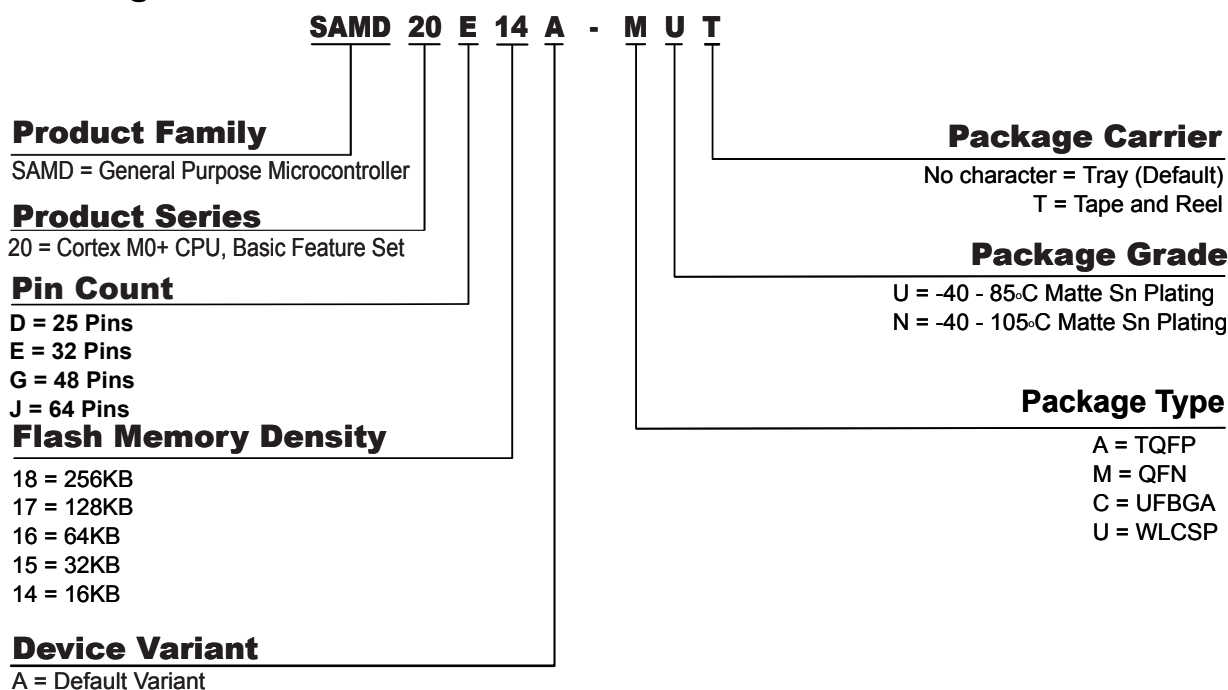 SAMD 20 E 14 A - M U T
Product Family
SAMD = General Purpose Microcontroller
Product Series
20 = Cortex M0+ CPU, Basic Feature Set
Pin Count
D = 25 Pins
E = 32 Pins
G = 48 Pins
J = 64 Pins
Flash Memory Density
18 = 256KB
17 = 128KB
16 = 64KB
15 = 32KB
14 = 16KB
Device Variant
A = Default Variant
Package Carrier
No character = Tray (Default)
T = Tape and Reel
Package Grade
U = -40 - 85oC Matte Sn Plating
N = -40 - 105oC Matte Sn Plating
Package Type
A = TQFP
M = QFN
C = UFBGA
U = WLCSP